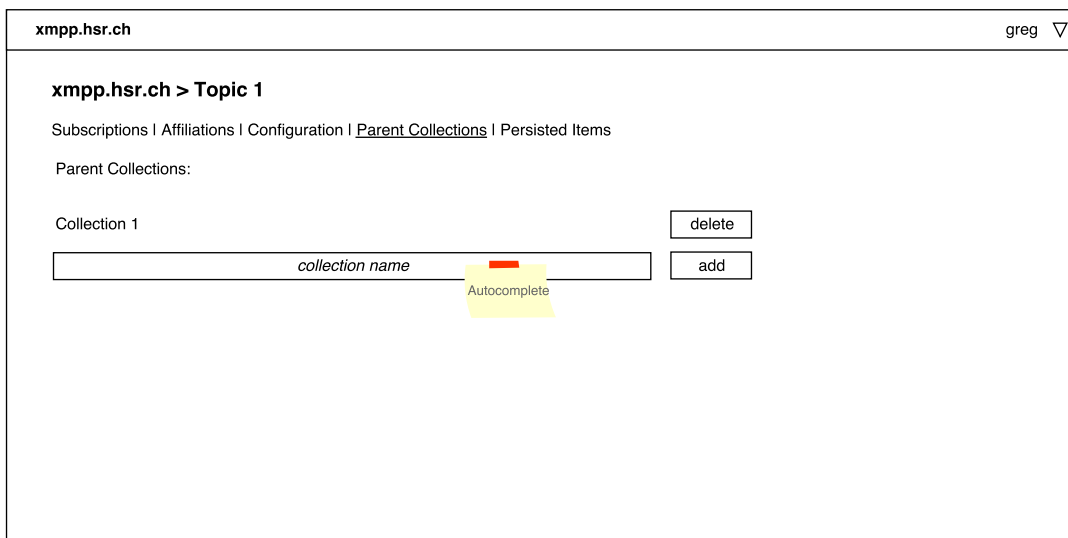 xmpp.hsr.ch greg ▽
xmpp.hsr.ch > Topic 1
Subscriptions | Affiliations | Configuration | Parent Collections | Persisted Items
Parent Collections:
Collection 1 delete
collection name add
Autocomplete